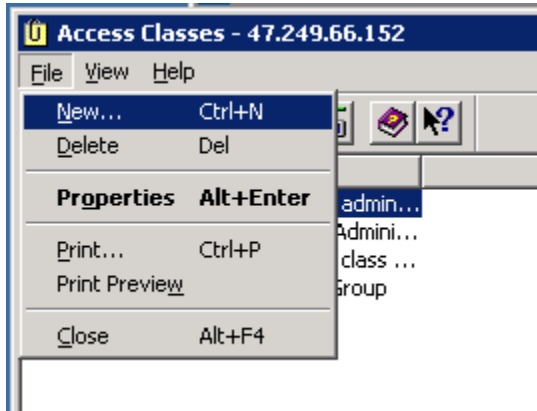 Access Classes - 47.249.66.152
File View Help
New... Ctrl+N
Delete Del
Properties Alt+Enter
Print... Ctrl+P
Print Preview
Close Alt+F4
admin...
Admini...
class ...
Group